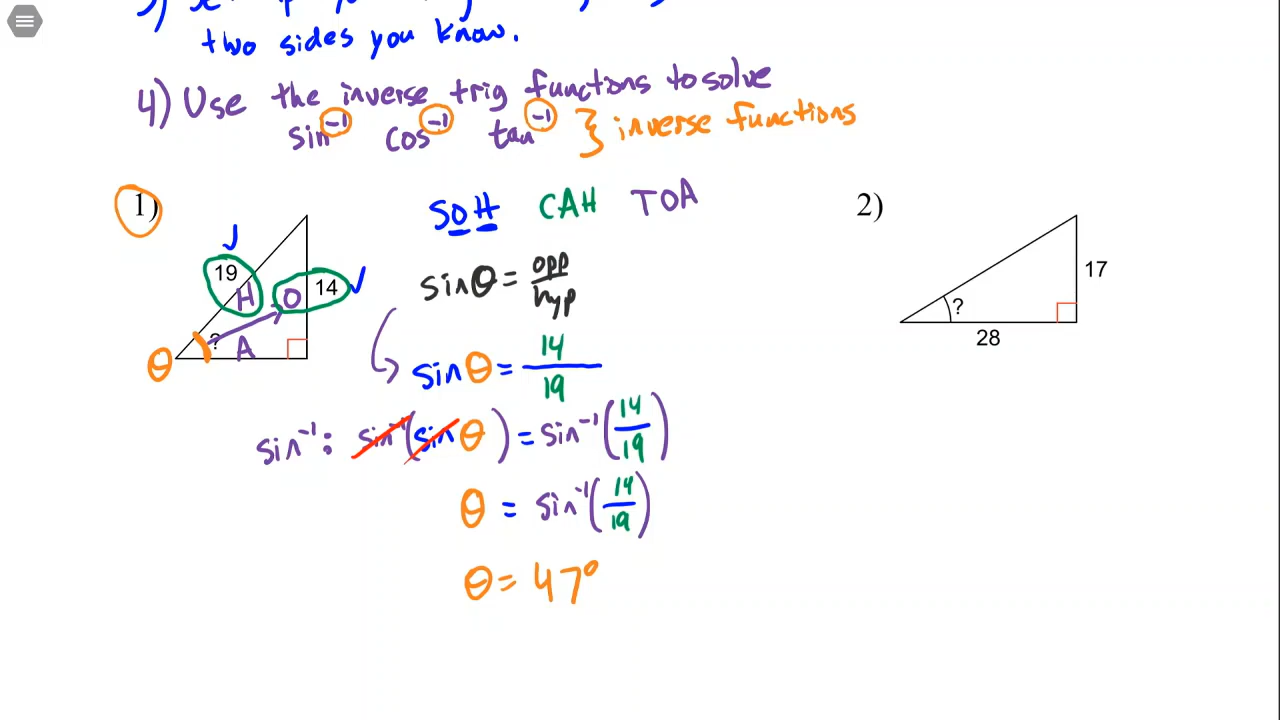 two sides you know.
4) Use the inverse trig functions to solve
sin⁻¹ cos⁻¹ tan⁻¹ } inverse functions
1)
SOH CAH TOA
2)
19
H
O
14
?
A
θ
sinθ = opp/hyp
sin θ = 14/19
sin⁻¹: sin⁻¹(sin θ) = sin⁻¹(14/19)
θ = sin⁻¹(14/19)
θ = 47°
17
?
28